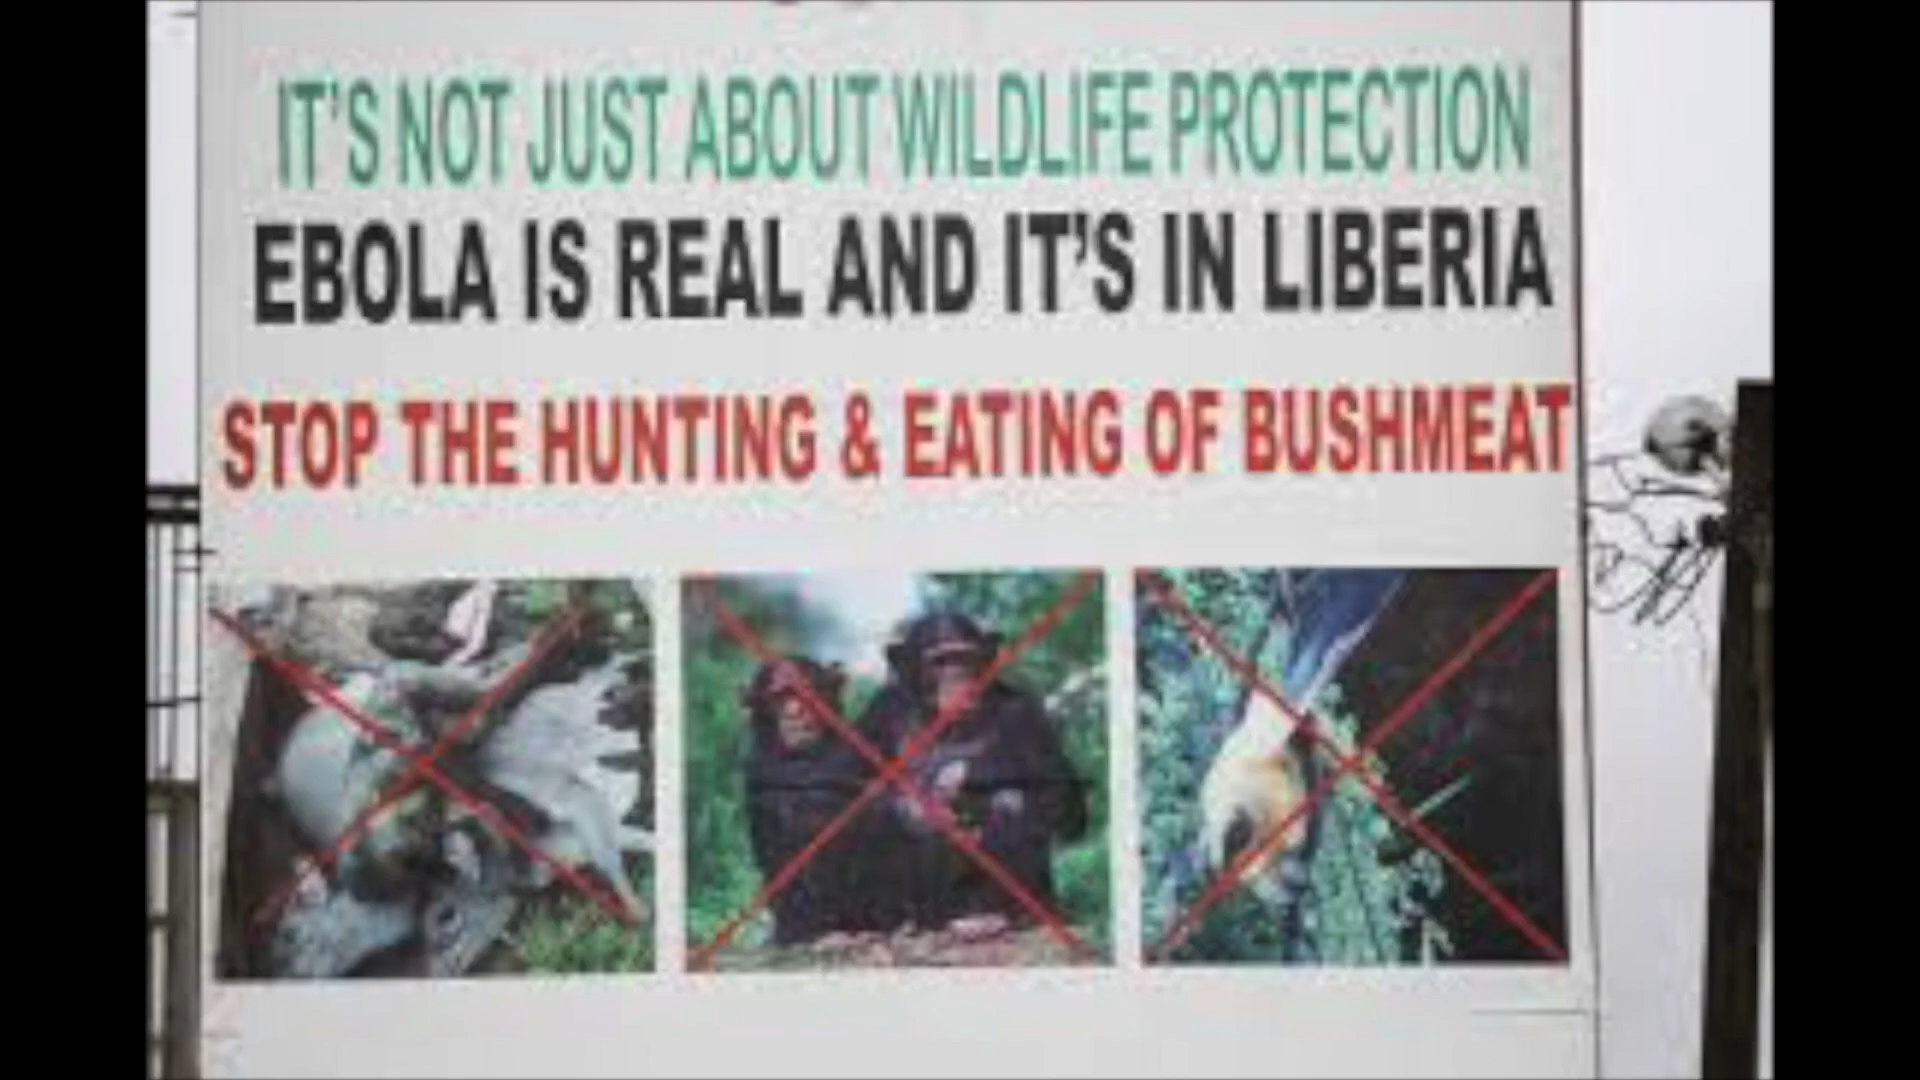 IT'S NOT JUST ABOUT WILDLIFE PROTECTION
EBOLA IS REAL AND IT'S IN LIBERIA
STOP THE HUNTING & EATING OF BUSHMEAT